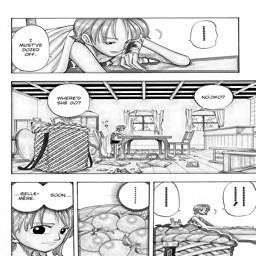 I
MUST'VE
DOZED
OFF.
NOJIKO?
WHERE'D
SHE GO?
SOON...
...BELLE-
MÈRE.